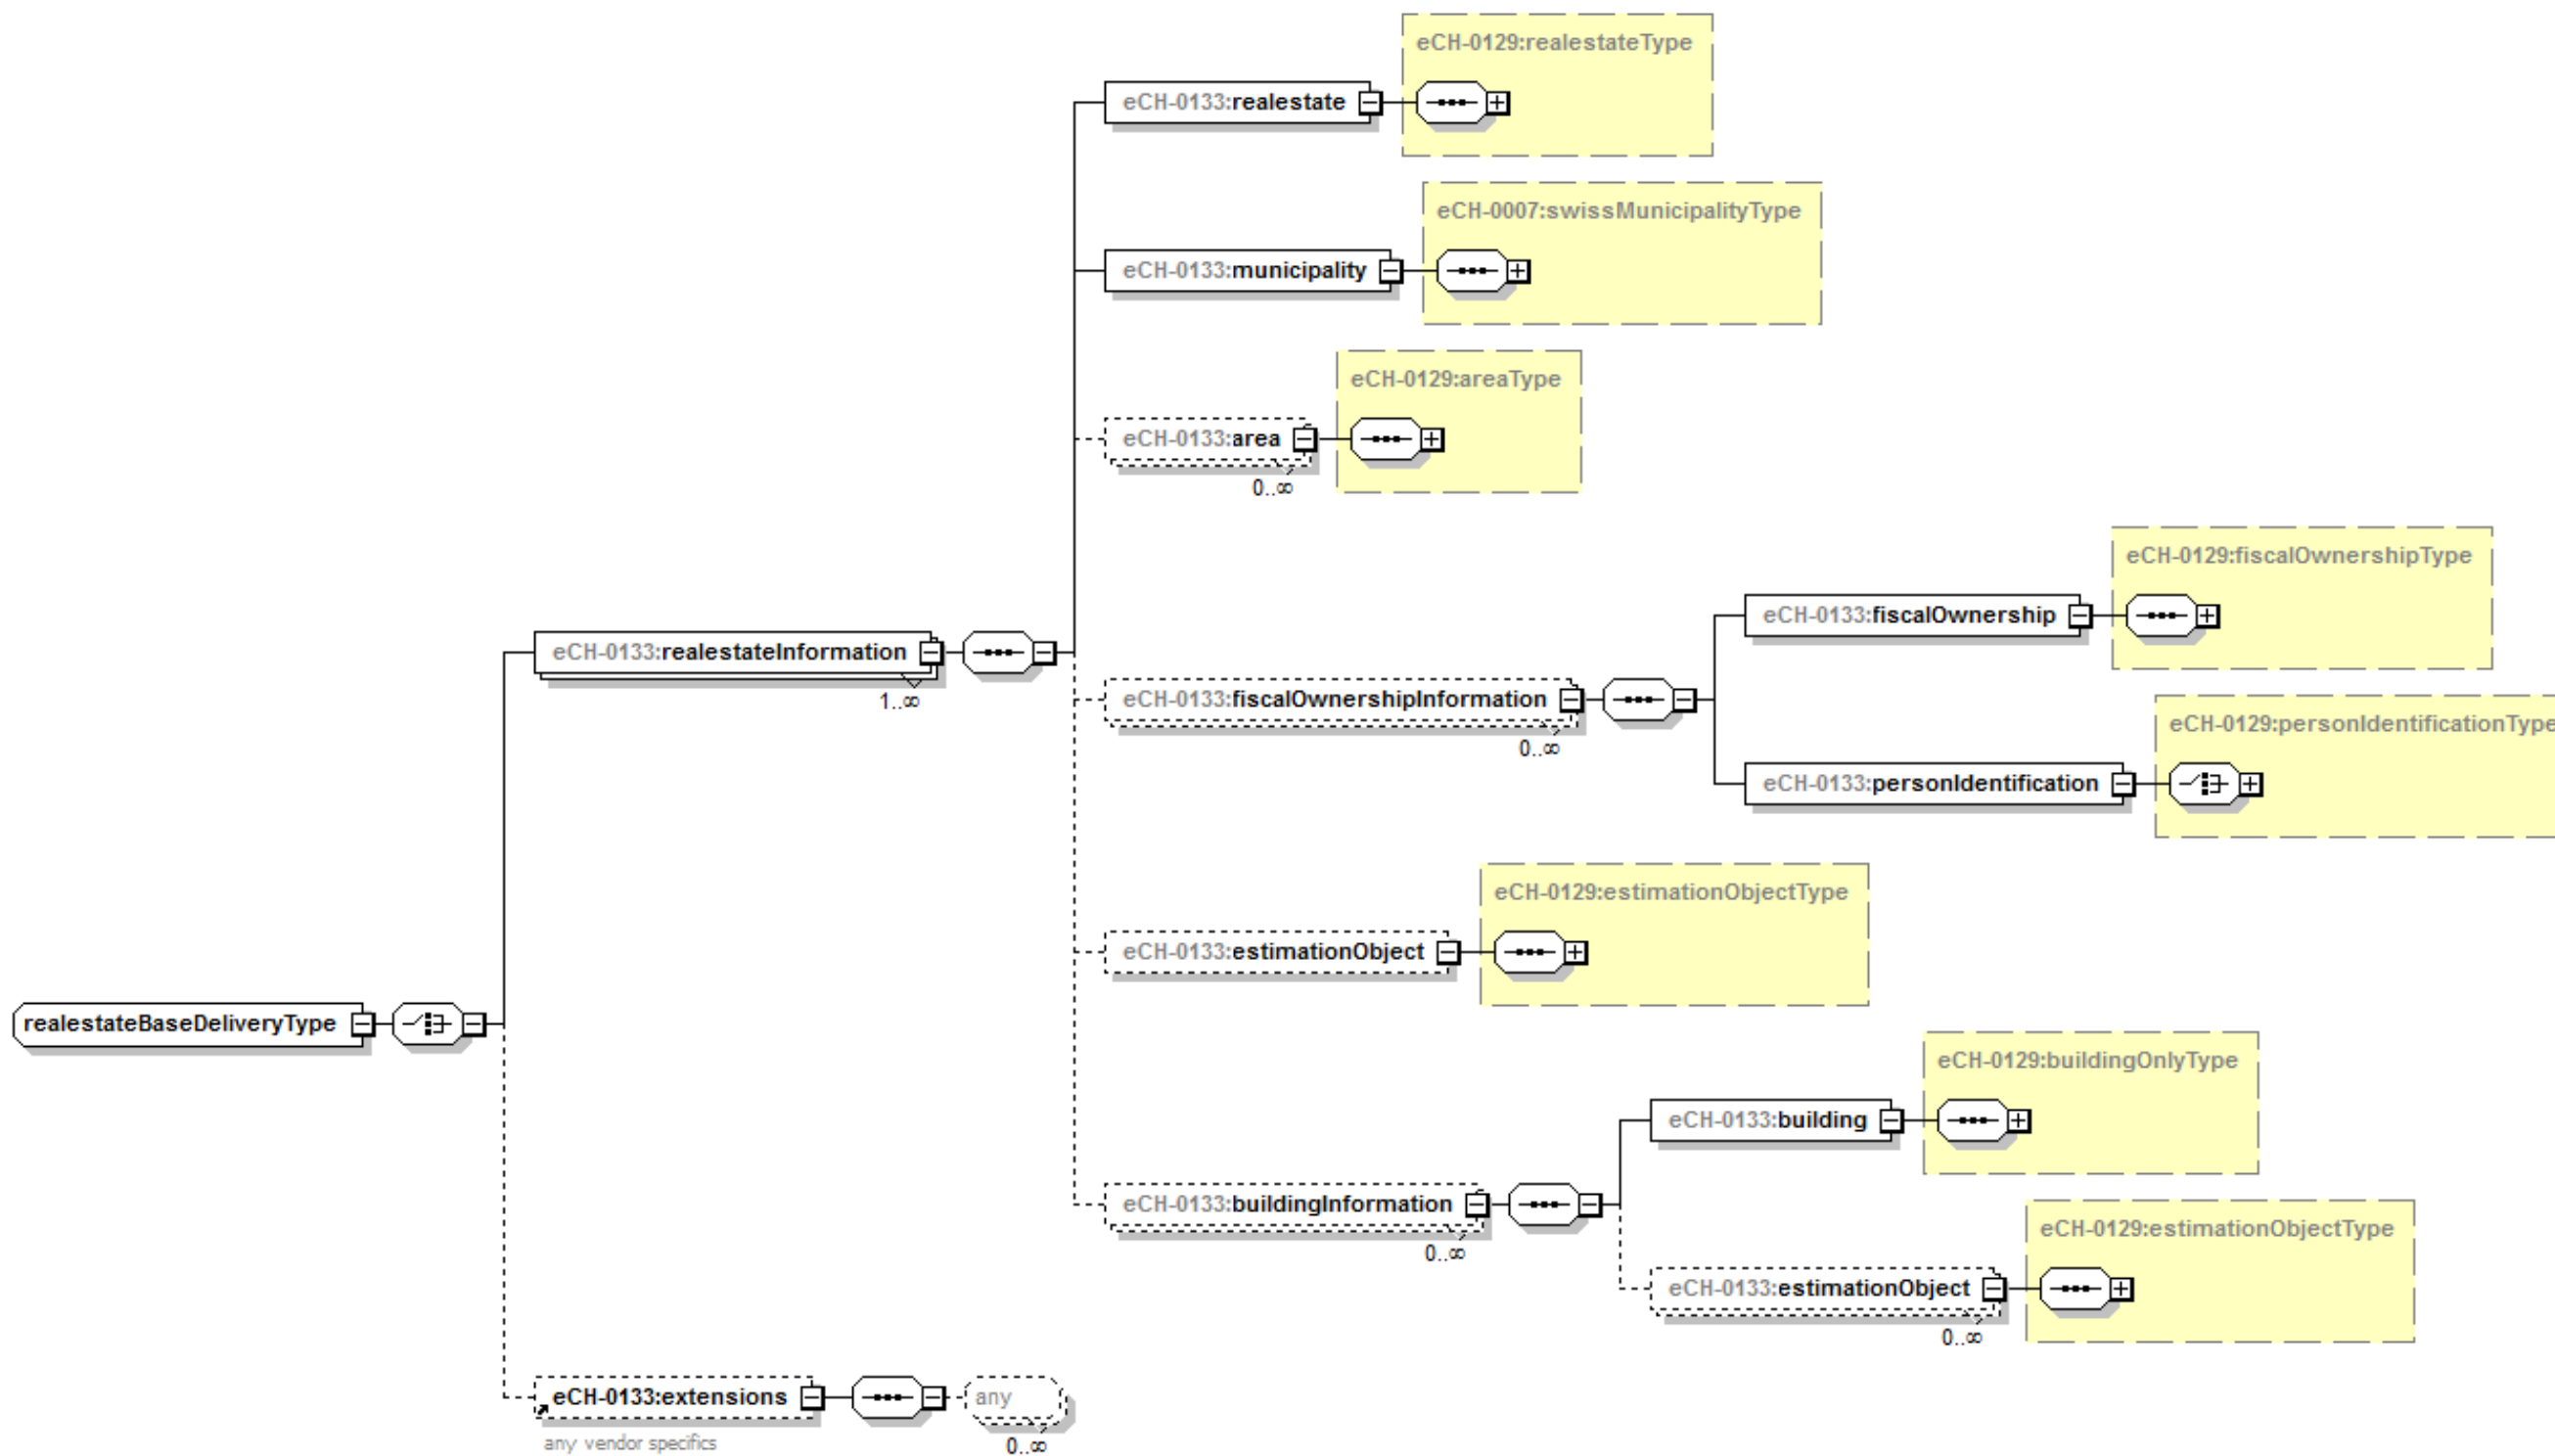 eCH-0129:realestateType
eCH-0133:realestate
eCH-0007:swissMunicipalityType
eCH-0133:municipality
eCH-0129:areaType
eCH-0133:area
0..∞
eCH-0129:fiscalOwnershipType
eCH-0133:fiscalOwnership
eCH-0133:realestateInformation
1..∞
eCH-0133:fiscalOwnershipInformation
0..∞
eCH-0129:personIdentificationType
eCH-0133:personIdentification
eCH-0129:estimationObjectType
eCH-0133:estimationObject
realestateBaseDeliveryType
eCH-0129:buildingOnlyType
eCH-0133:building
eCH-0133:buildingInformation
0..∞
eCH-0129:estimationObjectType
eCH-0133:estimationObject
0..∞
eCH-0133:extensions
any
0..∞
any vendor specifics